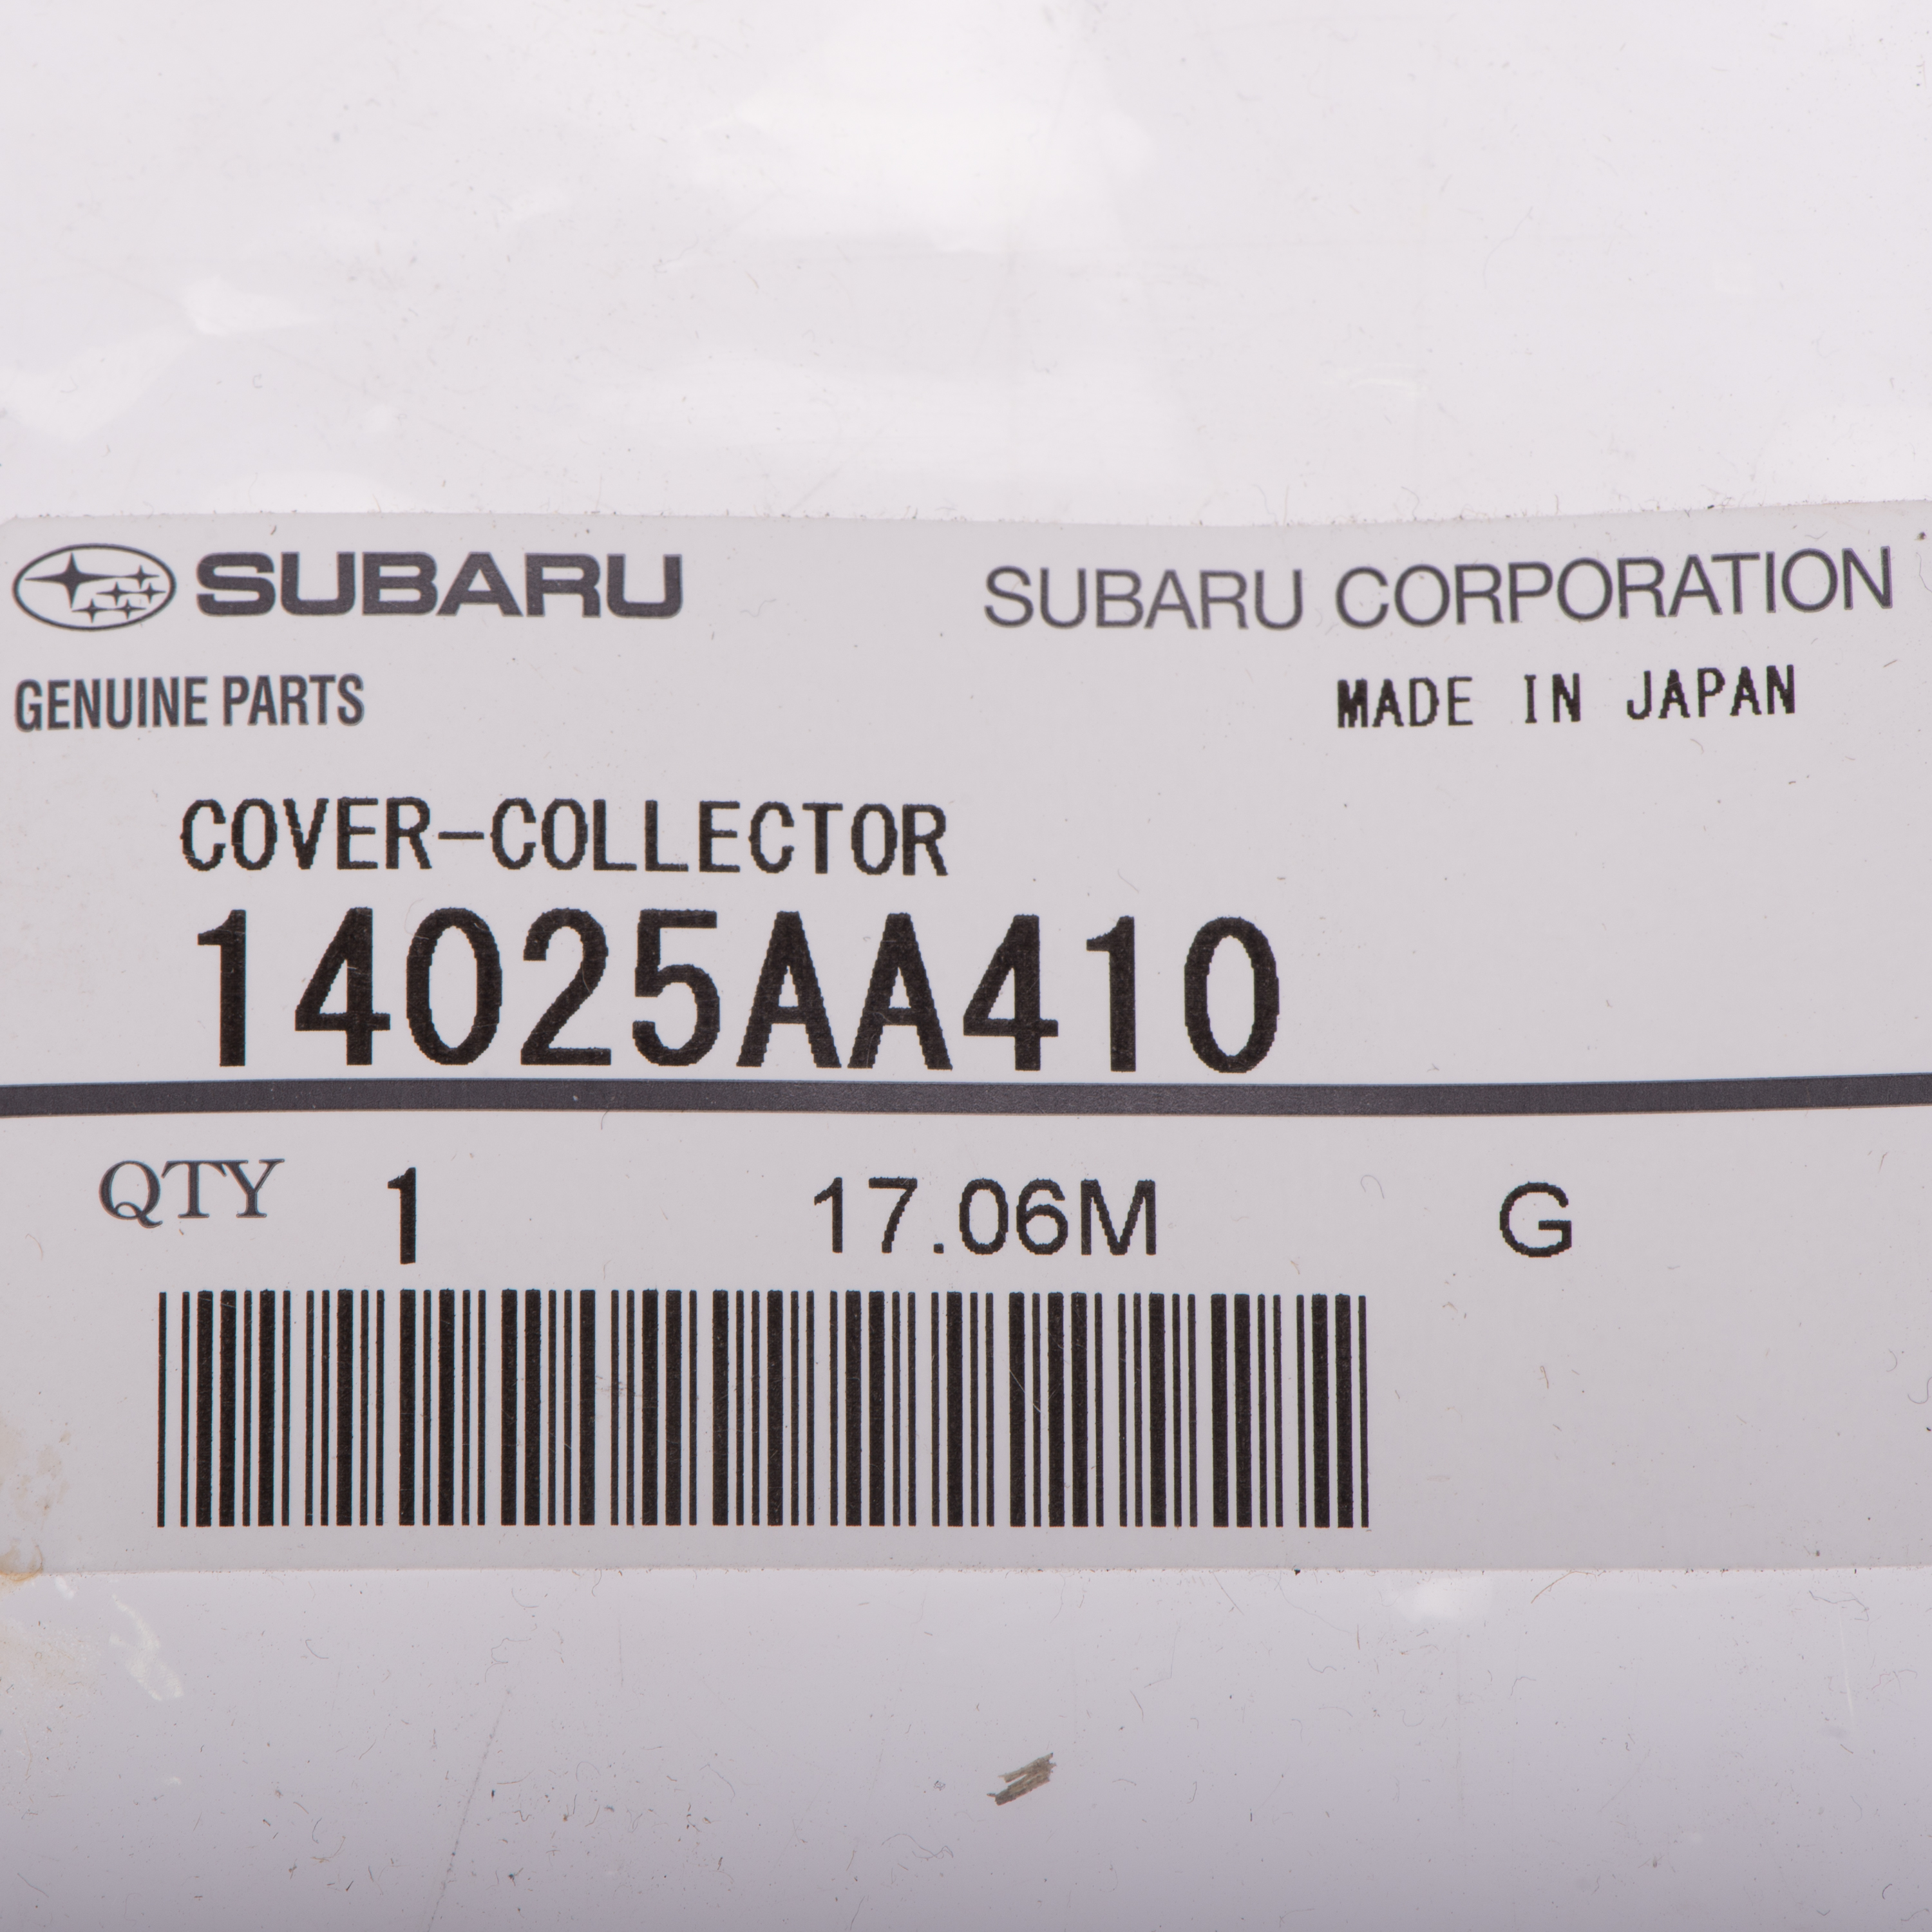 SUBARU SUBARU CORPORATION
GENUINE PARTS MADE IN JAPAN
COVER-COLLECTOR
14025AA410
QTY 1 17.06M G